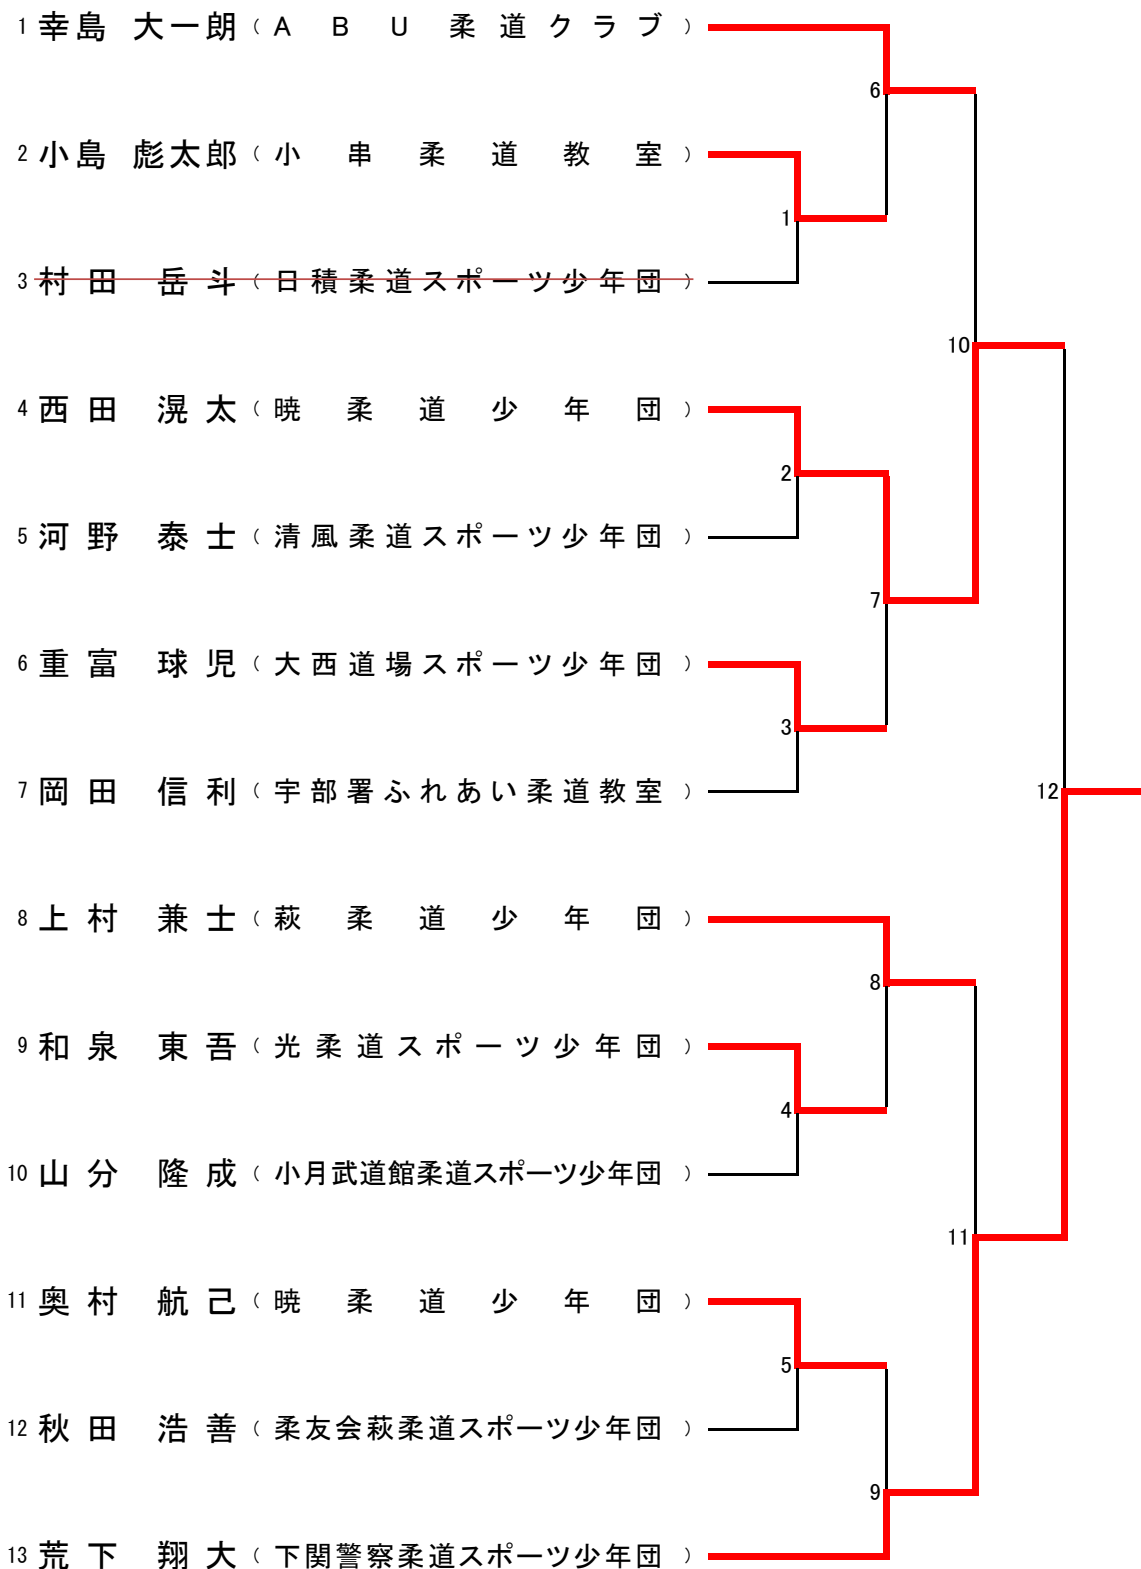 1 幸島 大一朗 （ＡＢＵ柔道クラブ）
6
2 小島 彪太郎 （小串柔道教室）
1
3 村田 岳斗 （日積柔道スポーツ少年団）
10
4 西田 滉太 （暁柔道少年団）
2
5 河野 泰士 （清風柔道スポーツ少年団）
7
6 重富 球児 （大西道場スポーツ少年団）
3
7 岡田 信利 （宇部署ふれあい柔道教室）
12
8 上村 兼士 （萩柔道少年団）
8
9 和泉 東吾 （光柔道スポーツ少年団）
4
10 山分 隆成 （小月武道館柔道スポーツ少年団）
11
11 奥村 航己 （暁柔道少年団）
5
12 秋田 浩善 （柔友会萩柔道スポーツ少年団）
9
13 荒下 翔大 （下関警察柔道スポーツ少年団）